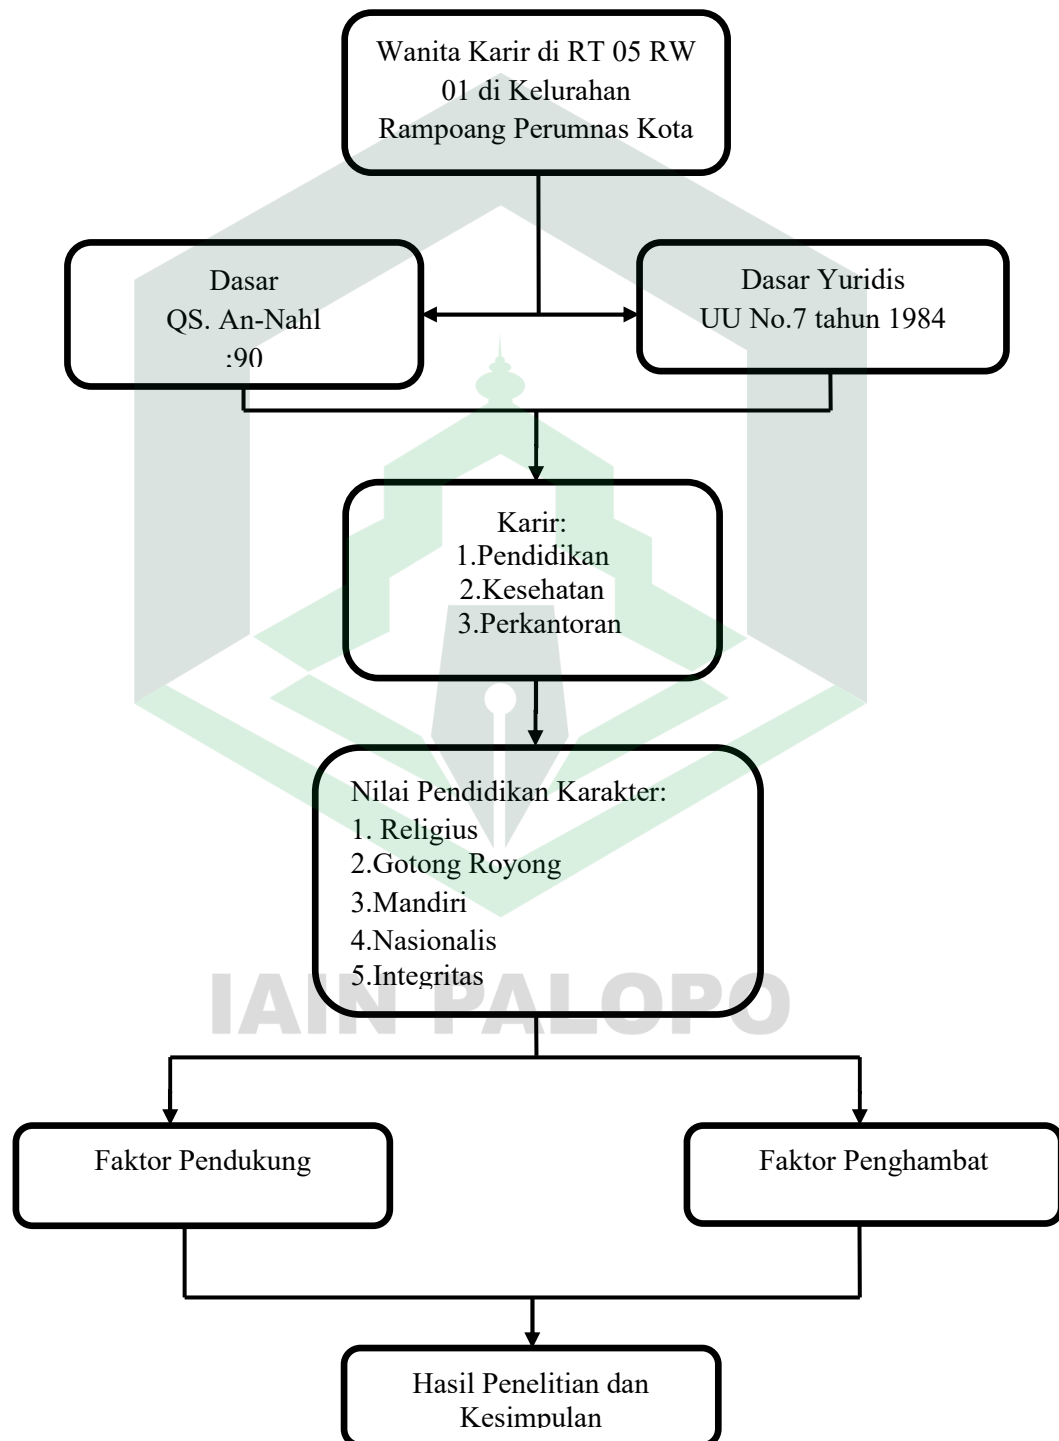 Wanita Karir di RT 05 RW
01 di Kelurahan
Rampoang Perumnas Kota
Dasar
QS. An-Nahl
:90
Dasar Yuridis
UU No.7 tahun 1984
Karir:
1.Pendidikan
2.Kesehatan
3.Perkantoran
Nilai Pendidikan Karakter:
1. Religius
2.Gotong Royong
3.Mandiri
4.Nasionalis
5.Integritas
IAIN PALOPO
Faktor Pendukung
Faktor Penghambat
Hasil Penelitian dan
Kesimpulan